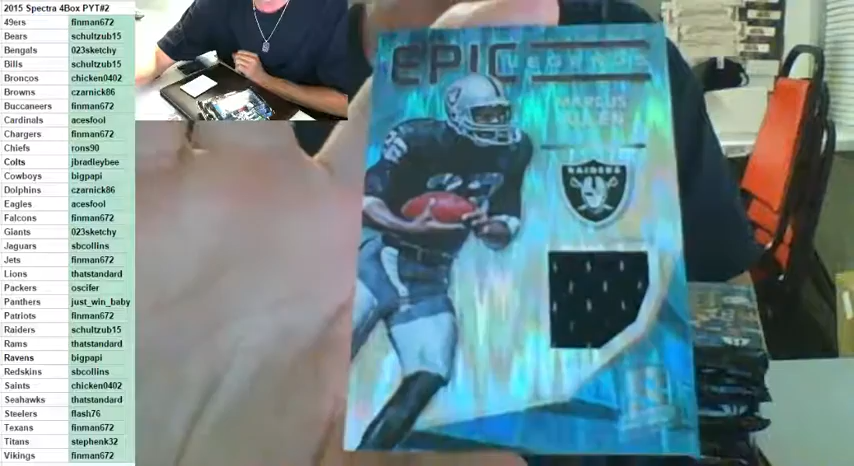 2015 Spectra 4Box PYT#2
49ers finman672
Bears schultzub15
Bengals 023sketchy
Bills schultzub15
Broncos chicken0402
Browns czarnick86
Buccaneers finman672
Cardinals acesfool
Chargers finman672
Chiefs rons90
Colts jbradleybee
Cowboys bigpapi
Dolphins czarnick86
Eagles acesfool
Falcons finman672
Giants 023sketchy
Jaguars sbcollins
Jets finman672
Lions thatstandard
Packers oscifer
Panthers just_win_baby
Patriots finman672
Raiders schultzub15
Rams thatstandard
Ravens bigpapi
Redskins sbcollins
Saints chicken0402
Seahawks thatstandard
Steelers flash76
Texans finman672
Titans stephenk32
Vikings finman672
EPIC LEGENDS
MARCUS
ALLEN
RAIDERS